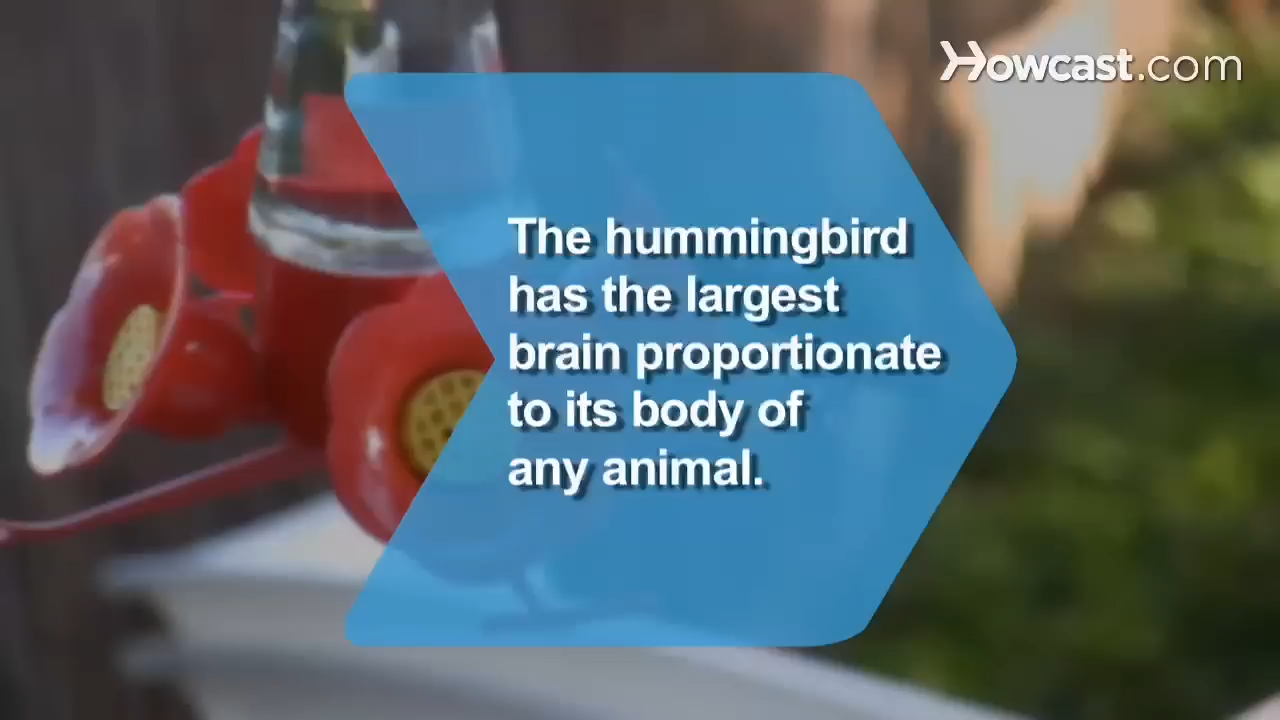 Howcast.com
The hummingbird
has the largest
brain proportionate
to its body of
any animal.